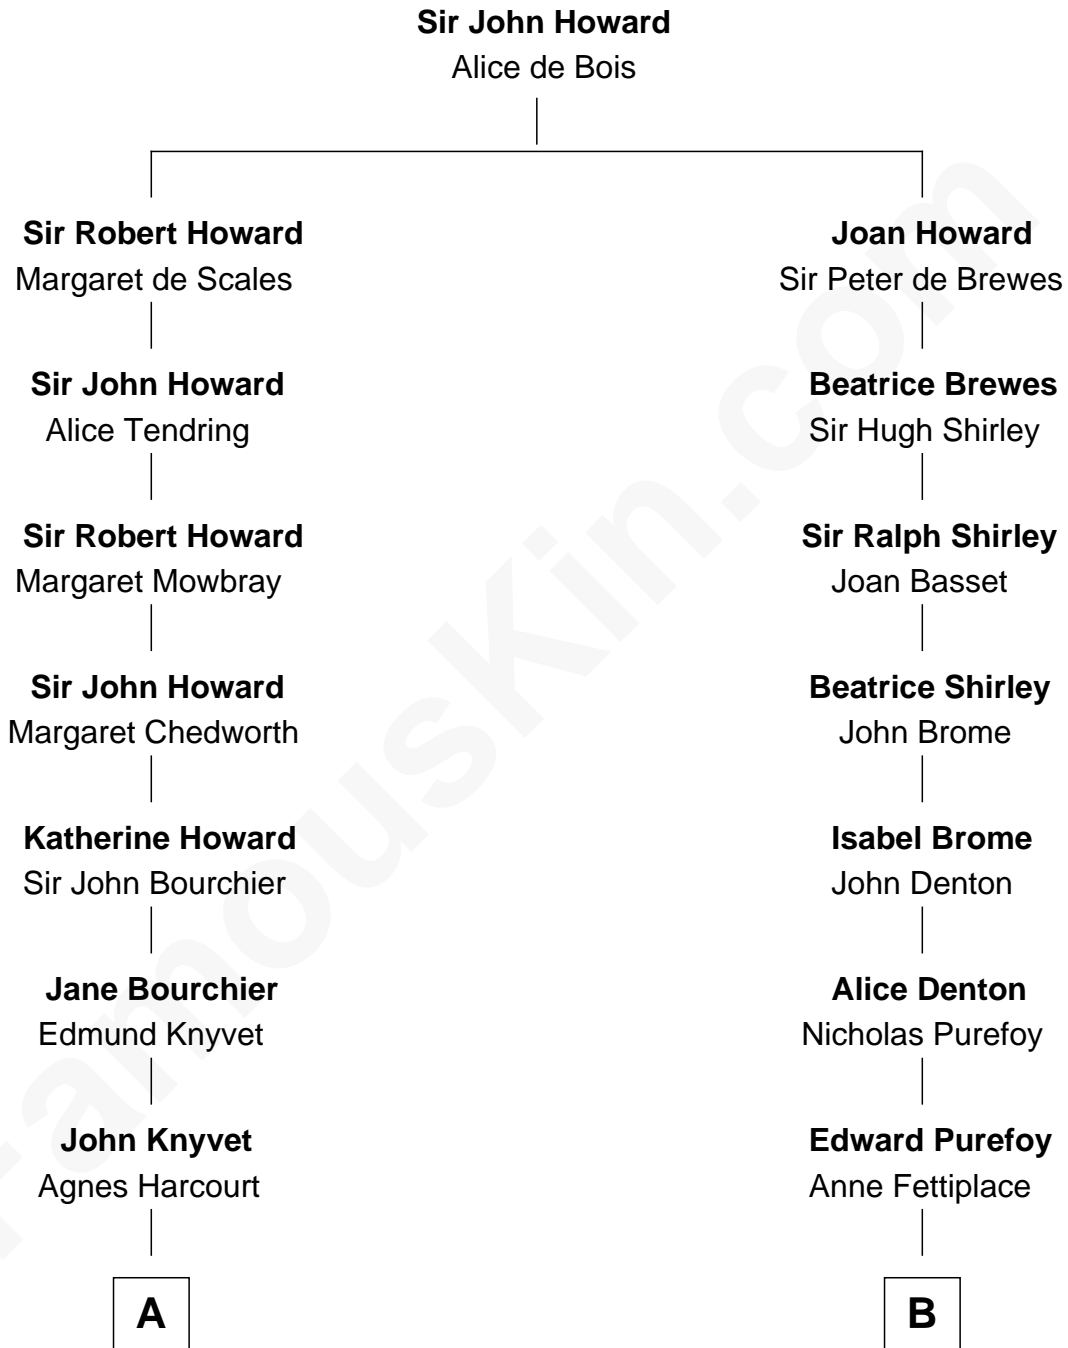 Sir John Howard
Alice de Bois
Sir Robert Howard
Margaret de Scales
Joan Howard
Sir Peter de Brewes
Sir John Howard
Alice Tendring
Beatrice Brewes
Sir Hugh Shirley
Sir Robert Howard
Margaret Mowbray
Sir Ralph Shirley
Joan Basset
Sir John Howard
Margaret Chedworth
Beatrice Shirley
John Brome
Katherine Howard
Sir John Bourchier
Isabel Brome
John Denton
Jane Bourchier
Edmund Knyvet
Alice Denton
Nicholas Purefoy
John Knyvet
Agnes Harcourt
Edward Purefoy
Anne Fettiplace
A
B
FamousKin.com